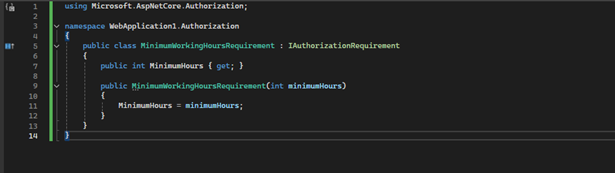 1 using Microsoft.AspNetCore.Authorization;
2
3 namespace WebApplication1.Authorization
4 {
5 public class MinimumWorkingHoursRequirement : IAuthorizationRequirement
6 {
7 public int MinimumHours { get; }
8
9 public MinimumWorkingHoursRequirement(int minimumHours)
10 {
11 MinimumHours = minimumHours;
12 }
13 }
14 }